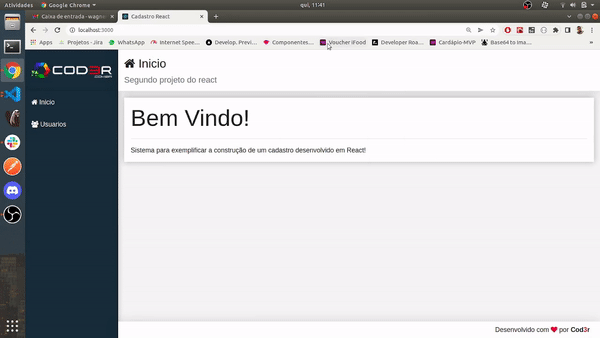 Atividades Google Chrome qui, 11:41
Caixa de entrada - wagne Cadastro React
localhost:3000
Apps Projetos - Jira WhatsApp Internet Spee... Develop. Previ... Componentes... Voucher iFood Developer Roa... Cardápio-MVP Base64 to Ima...
COD3R
Inicio
Segundo projeto do react
Inicio
Usuarios
Bem Vindo!
Sistema para exemplificar a construção de um cadastro desenvolvido em React!
Desenvolvido com por Cod3r